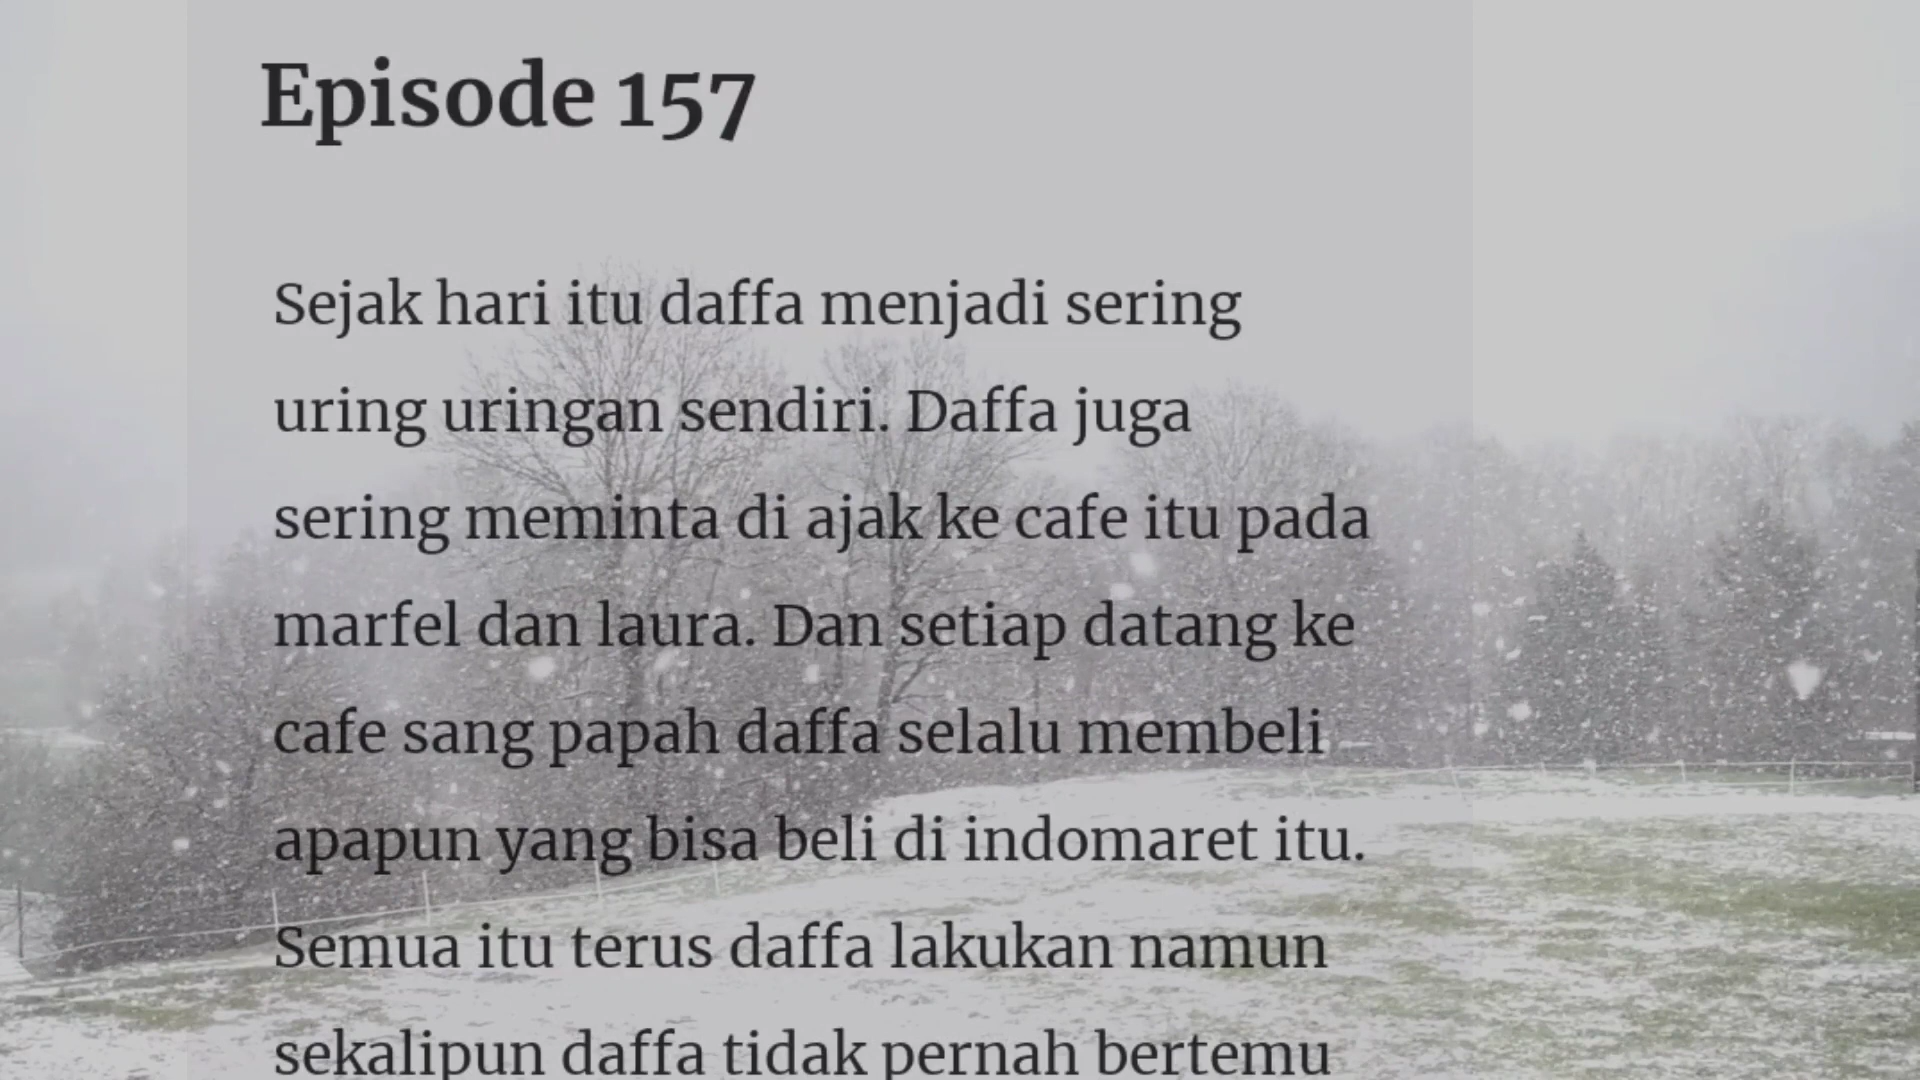 Episode 157
Sejak hari itu daffa menjadi sering
uring uringan sendiri. Daffa juga
sering meminta di ajak ke cafe itu pada
marfel dan laura. Dan setiap datang ke
cafe sang papah daffa selalu membeli
apapun yang bisa beli di indomaret itu.
Semua itu terus daffa lakukan namun
sekalipun daffa tidak pernah bertemu